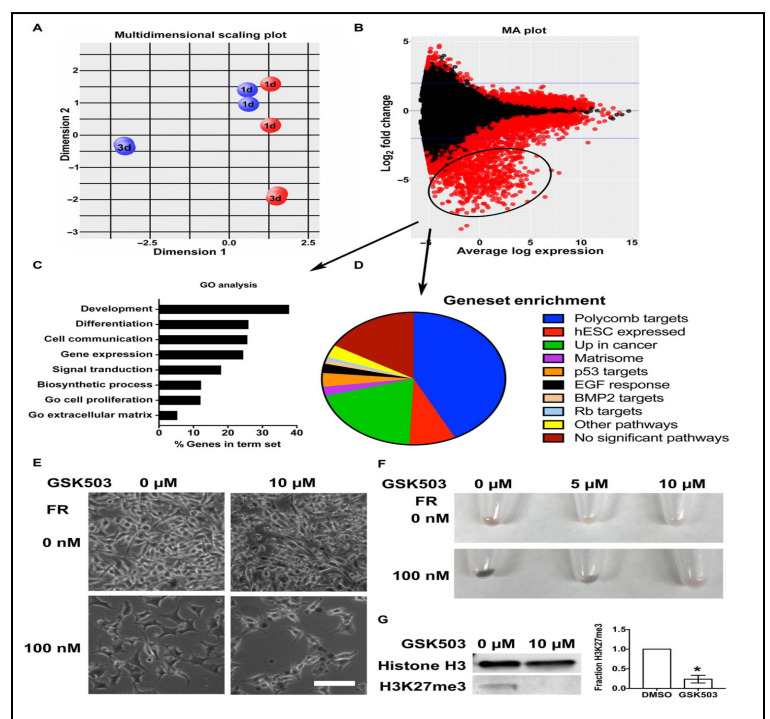 A
Multidimensional scaling plot
Dimension 2
2
1
0
−1
−2
−3
1d
1d
1d
1d
3d
3d
−2.5
0.0
2.5
Dimension 1
B
MA plot
Log2 fold change
5
0
−5
−5
0
5
10
15
Average log expression
C
GO analysis
Development
Differentiation
Cell communication
Gene expression
Signal tranduction
Biosynthetic process
Go cell proliferation
Go extracellular matrix
0
10
20
30
40
% Genes in term set
D
Geneset enrichment
Polycomb targets
hESC expressed
Up in cancer
Matrisome
p53 targets
EGF response
BMP2 targets
Rb targets
Other pathways
No significant pathways
E
GSK503
0 µM
10 µM
FR
0 nM
100 nM
F
GSK503
0 µM
5 µM
10 µM
FR
0 nM
100 nM
G
GSK503
0 µM
10 µM
Histone H3
H3K27me3
Fraction H3K27me3
1.5
1.0
0.5
0.0
*
DMSO
GSK503